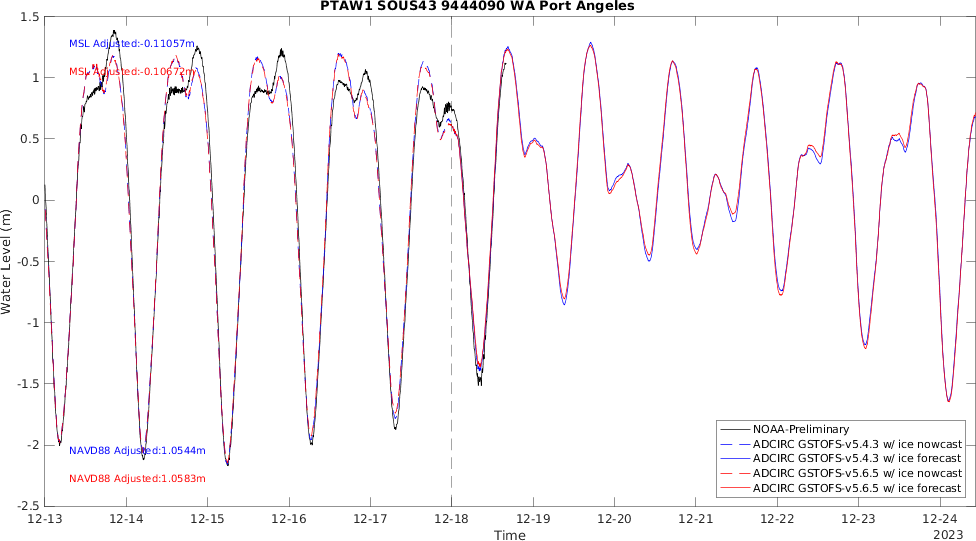 PTAW1 SOUS43 9444090 WA Port Angeles
1.5
MSL Adjusted:-0.11057m
MSL Adjusted:-0.10672m
1
0.5
0
-0.5
-1
-1.5
-2
-2.5
Water Level (m)
NAVD88 Adjusted:1.0544m
NAVD88 Adjusted:1.0583m
NOAA-Preliminary
ADCIRC GSTOFS-v5.4.3 w/ ice nowcast
ADCIRC GSTOFS-v5.4.3 w/ ice forecast
ADCIRC GSTOFS-v5.6.5 w/ ice nowcast
ADCIRC GSTOFS-v5.6.5 w/ ice forecast
12-13 12-14 12-15 12-16 12-17 12-18 12-19 12-20 12-21 12-22 12-23 12-24
Time
2023